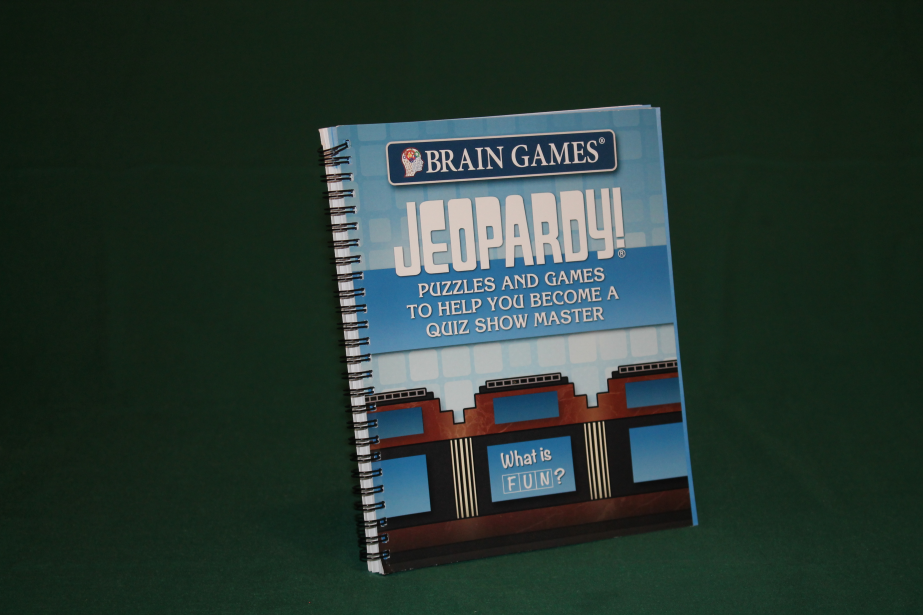 BRAIN GAMES®
JEOPARDY!®
PUZZLES AND GAMES
TO HELP YOU BECOME A
QUIZ SHOW MASTER
What is
FUN?